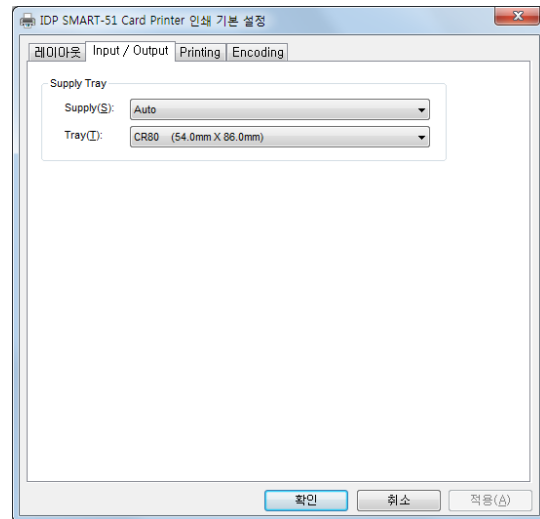 IDP SMART-51 Card Printer 인쇄 기본 설정
레이아웃 Input / Output Printing Encoding
Supply Tray
Supply(S): Auto
Tray(T): CR80 (54.0mm X 86.0mm)
확인 취소 적용(A)